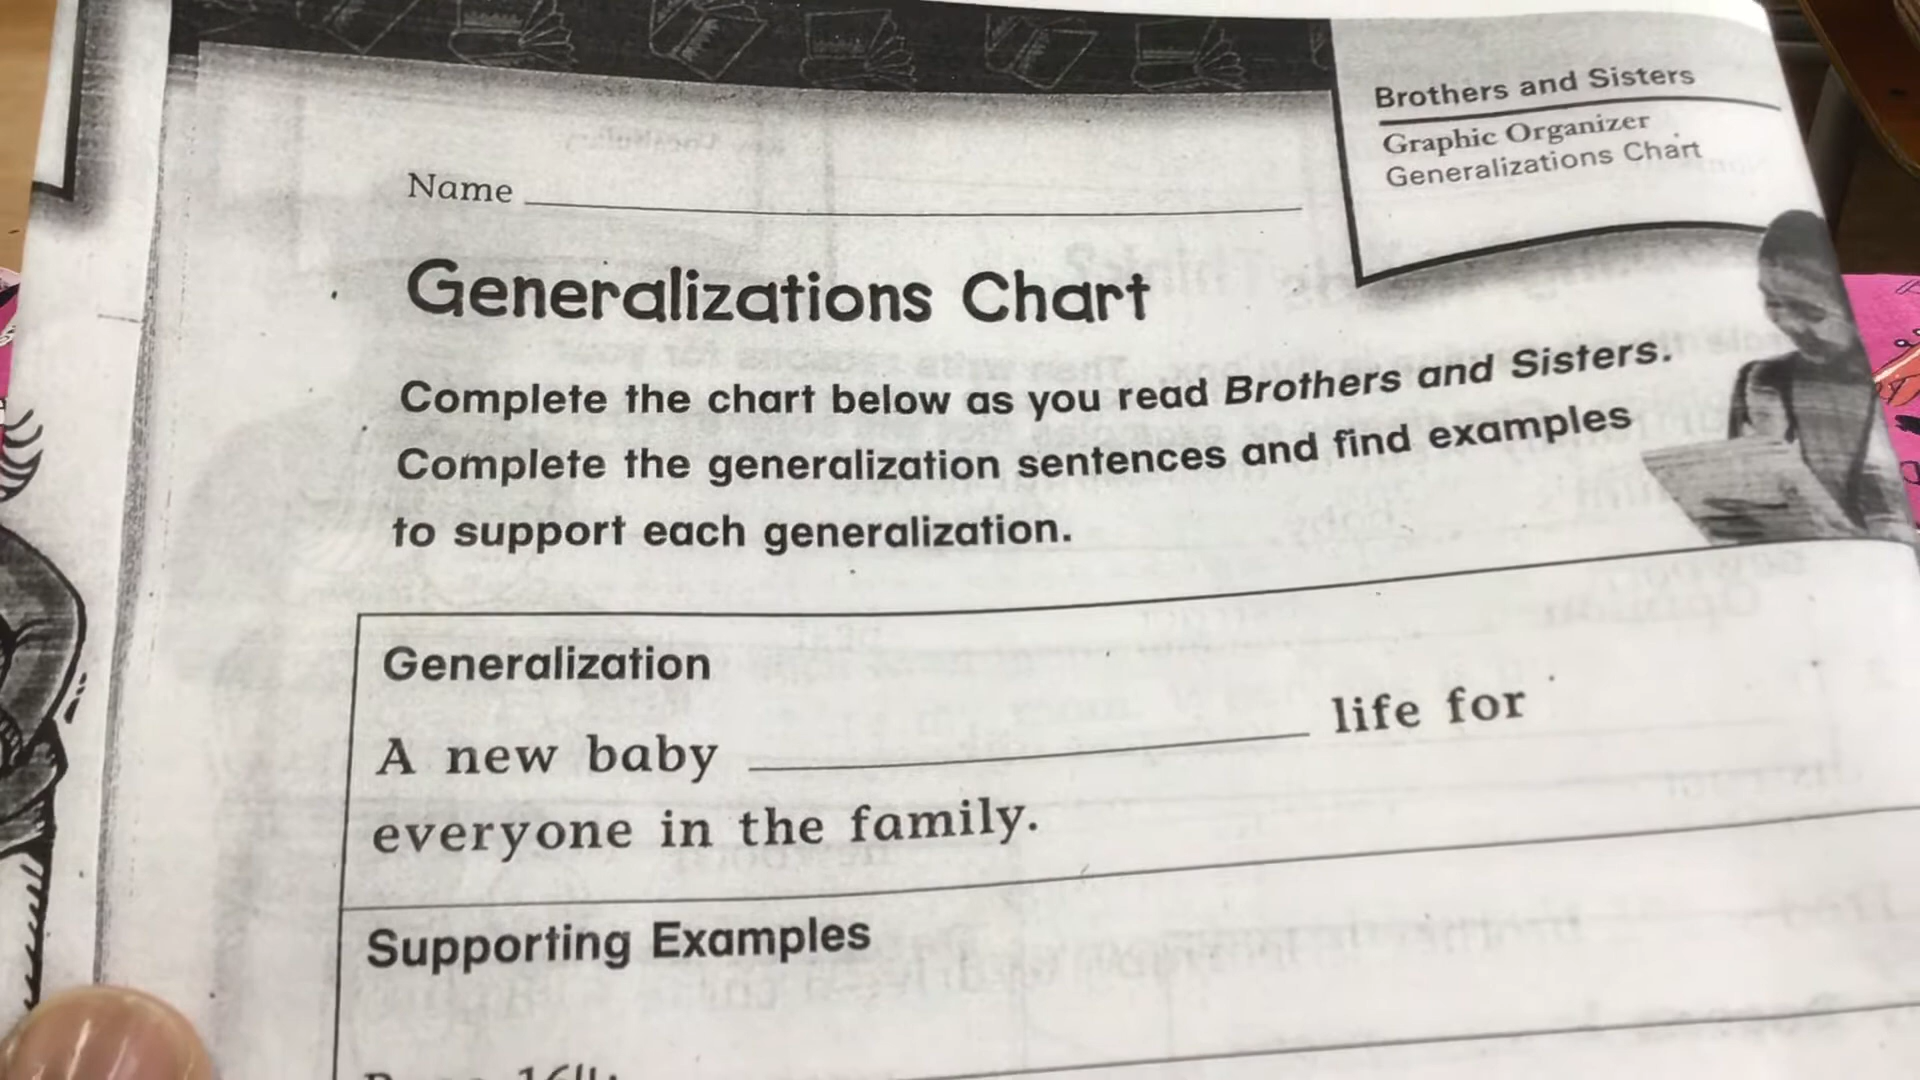 Brothers and Sisters
Graphic Organizer
Generalizations Chart
Name
Generalizations Chart
Complete the chart below as you read Brothers and Sisters.
Complete the generalization sentences and find examples
to support each generalization.
Generalization
A new baby ____________ life for
everyone in the family.
Supporting Examples